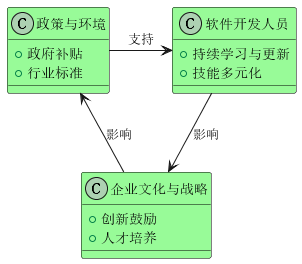 C 政策与环境
+ 政府补贴
+ 行业标准
支持
C 软件开发人员
+ 持续学习与更新
+ 技能多元化
影响
影响
C 企业文化与战略
+ 创新鼓励
+ 人才培养